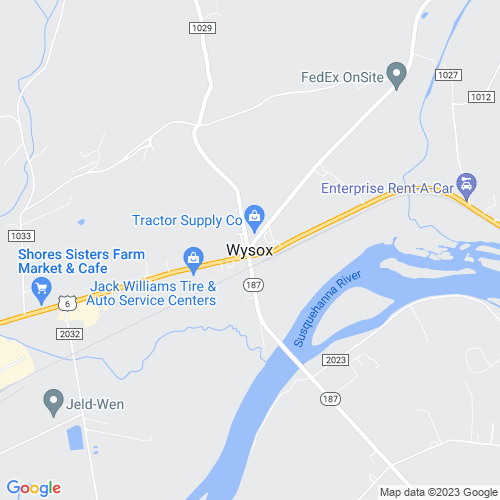 1029
FedEx OnSite
1027
1012
Enterprise Rent-A-Car
Tractor Supply Co
1033
Wysox
Shores Sisters Farm
Market & Cafe
Jack Williams Tire &
Auto Service Centers
187
6
Susquehanna River
2032
2023
187
Jeld-Wen
Google
Map data ©2023 Google